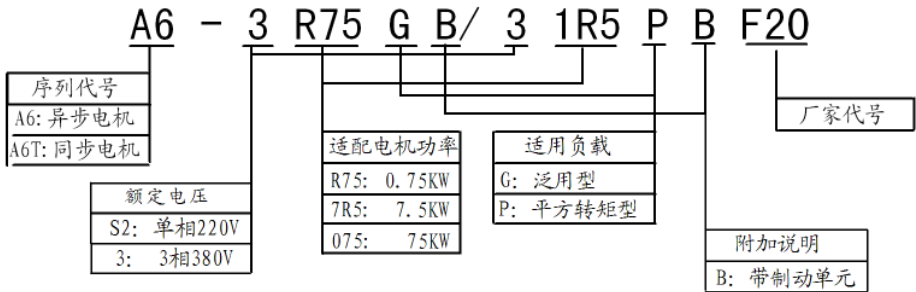 A6 - 3 R75 G B/ 3 1R5 P B F20
序列代号
A6: 异步电机
A6T: 同步电机
厂家代号
适配电机功率
R75: 0.75KW
7R5: 7.5KW
075: 75KW
适用负载
G: 泛用型
P: 平方转矩型
额定电压
S2: 单相220V
3: 3相380V
附加说明
B: 带制动单元